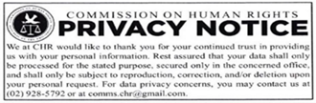 COMMISSION ON HUMAN RIGHTS
PRIVACY NOTICE
We at CHR would like to thank you for your continued trust in providing
us with your personal information. Rest assured that your data shall only
be processed for the stated purpose, secured only in the concerned office,
and shall only be subject to reproduction, correction, and/or deletion upon
your personal request. For data privacy concerns, you may contact us at
(02) 928-5792 or at comms.chr@gmail.com.